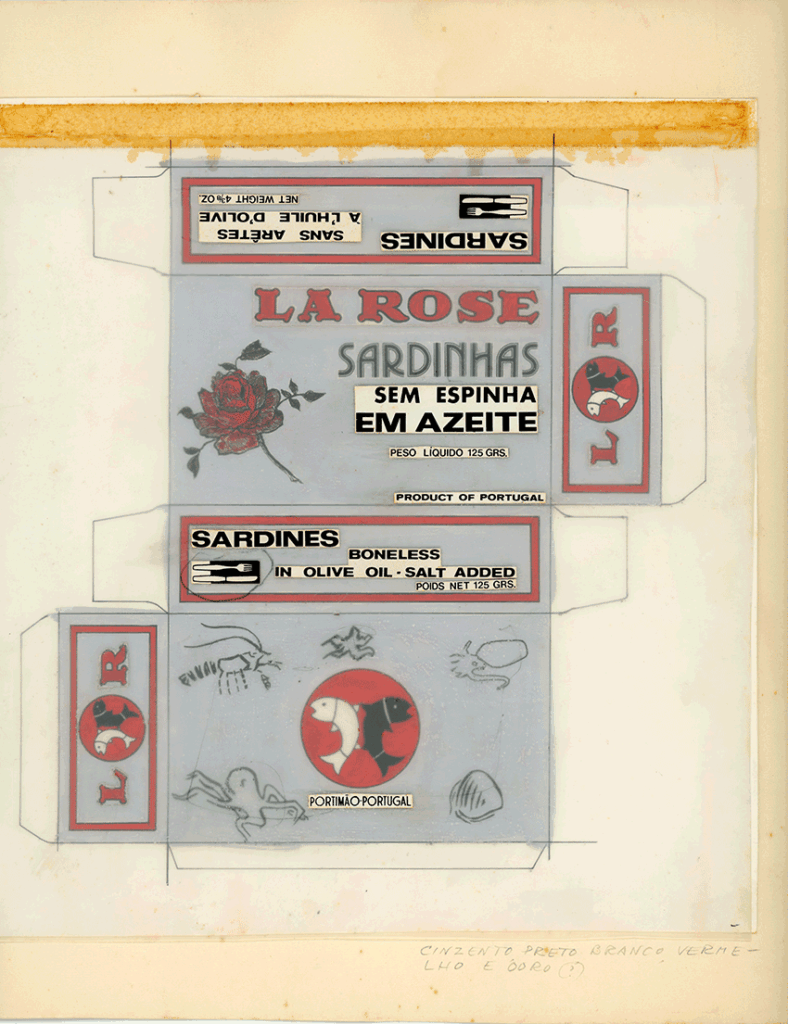 NET WEIGHT 4⅜ OZ.
SANS ARÊTES
À L'HUILE D'OLIVE
SARDINES
LA ROSE
SARDINHAS
SEM ESPINHA
EM AZEITE
PESO LÍQUIDO 125 GRS.
PRODUCT OF PORTUGAL
L R
SARDINES
BONELESS
IN OLIVE OIL - SALT ADDED
POIDS NET 125 GRS.
L R
PORTIMÃO-PORTUGAL
CINZENTO PRETO BRANCO VERME-
LHO E OORO (?)